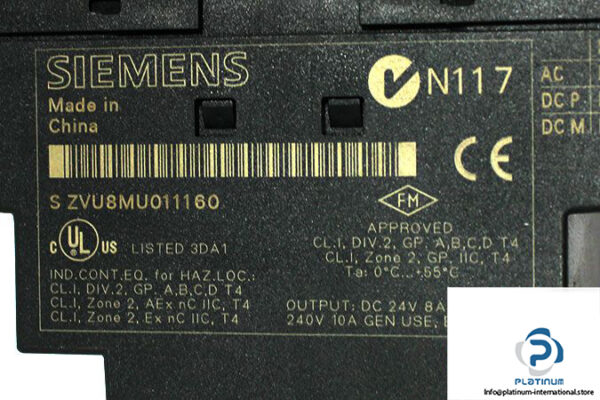 SIEMENS
N117
Made in
China
AC
DC P
DC M
CE
S ZVU8MU011160
FM
APPROVED
CL.I, DIV.2, GP. A,B,C,D T4
CL.I, Zone 2, GP. IIC, T4
Ta: 0°C...+55°C
C UL US LISTED 3DA1
IND.CONT.EQ. for HAZ.LOC.:
CL.I, DIV.2, GP. A,B,C,D T4
CL.I, Zone 2, AEx nC IIC, T4
CL.I, Zone 2, Ex nC IIC, T4
OUTPUT: DC 24V 8A
240V 10A GEN USE,
PLATINUM
Info@platinum-international.store